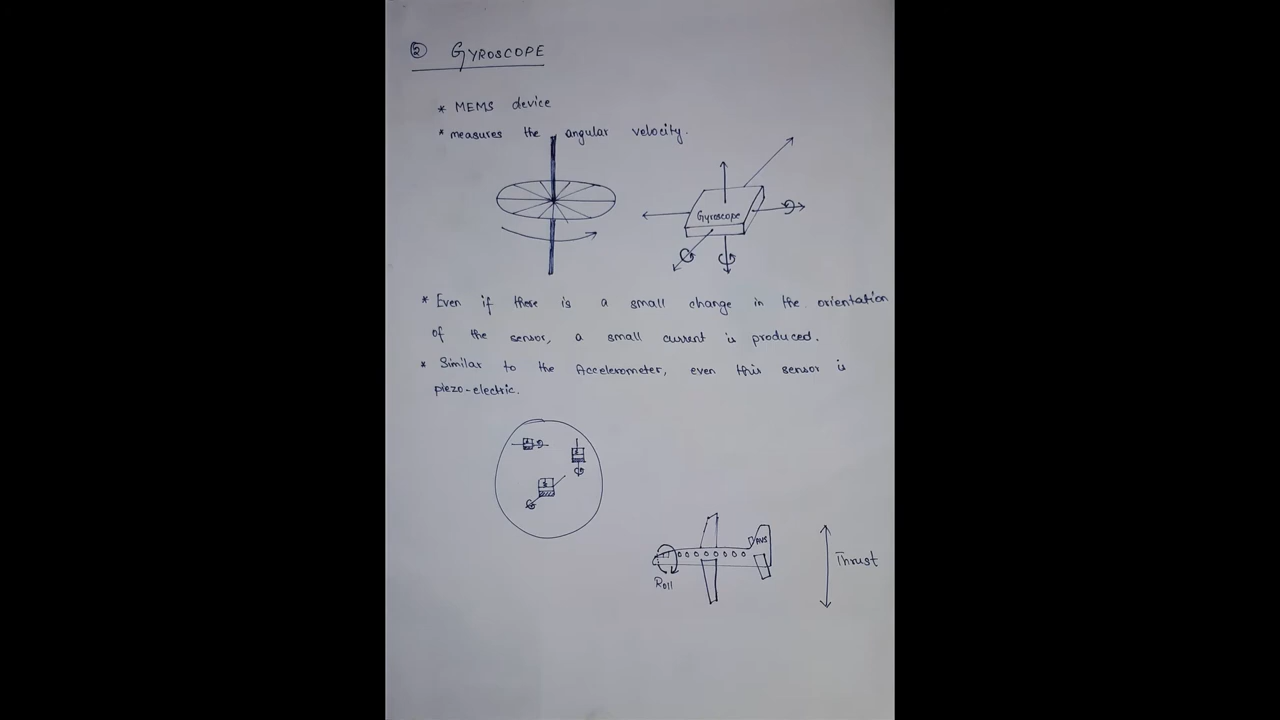 ② GYROSCOPE
* MEMS device
* measures the angular velocity.
Gyroscope
* Even if there is a small change in the orientation
of the sensor, a small current is produced.
* Similar to the Accelerometer, even this sensor is
piezo-electric.
Thrust
Roll